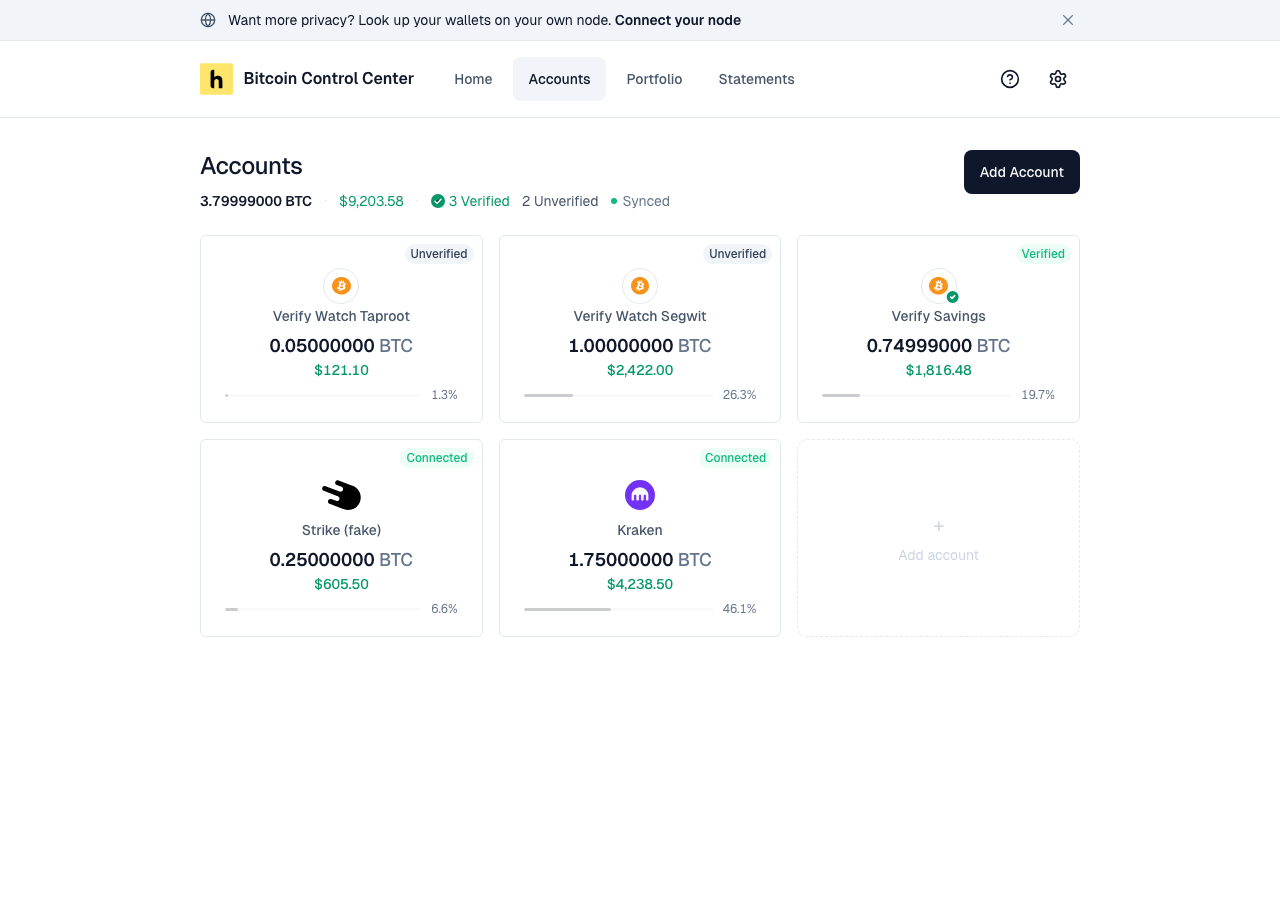 Want more privacy? Look up your wallets on your own node. Connect your node
h Bitcoin Control Center Home Accounts Portfolio Statements
Accounts
Add Account
3.79999000 BTC · $9,203.58 · 3 Verified 2 Unverified Synced
Unverified
Verify Watch Taproot
0.05000000 BTC
$121.10
1.3%
Unverified
Verify Watch Segwit
1.00000000 BTC
$2,422.00
26.3%
Verified
Verify Savings
0.74999000 BTC
$1,816.48
19.7%
Connected
Strike (fake)
0.25000000 BTC
$605.50
6.6%
Connected
Kraken
1.75000000 BTC
$4,238.50
46.1%
+
Add account